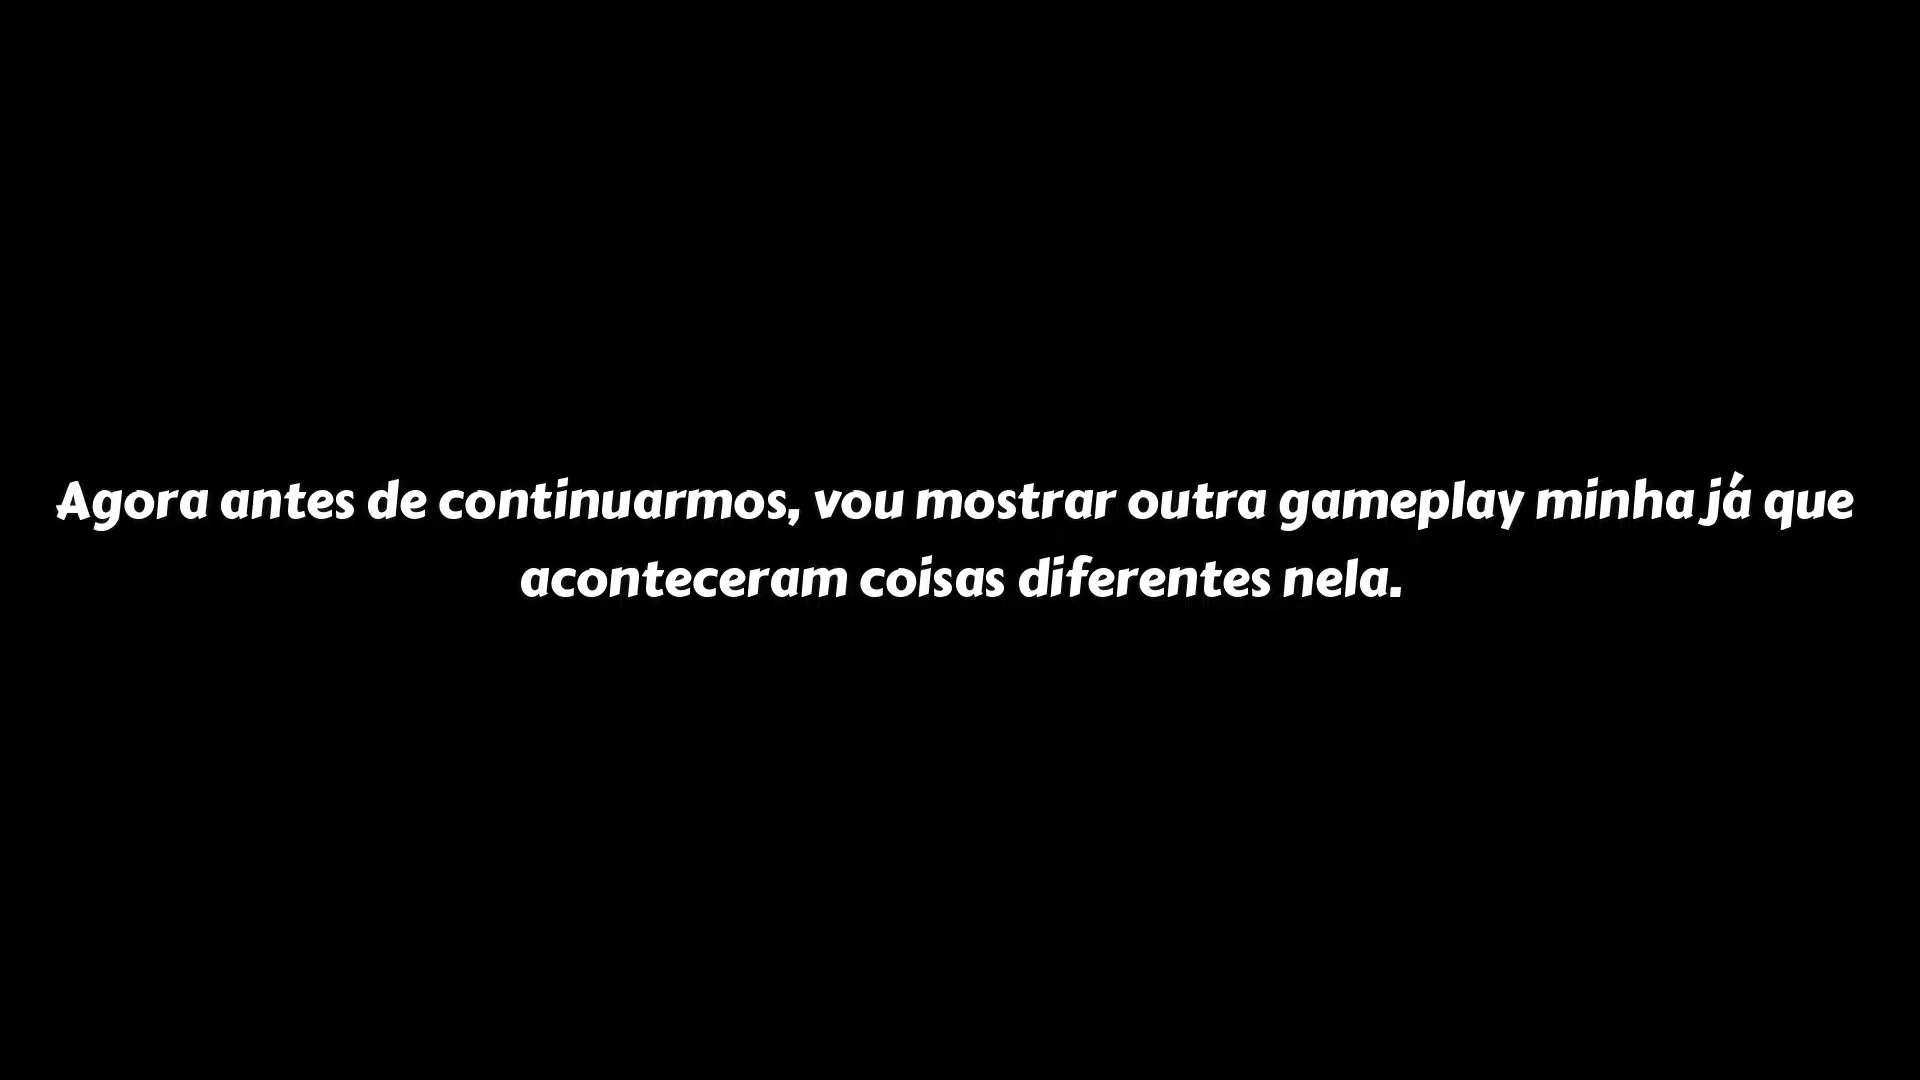 Agora antes de continuarmos, vou mostrar outra gameplay minha já que
aconteceram coisas diferentes nela.